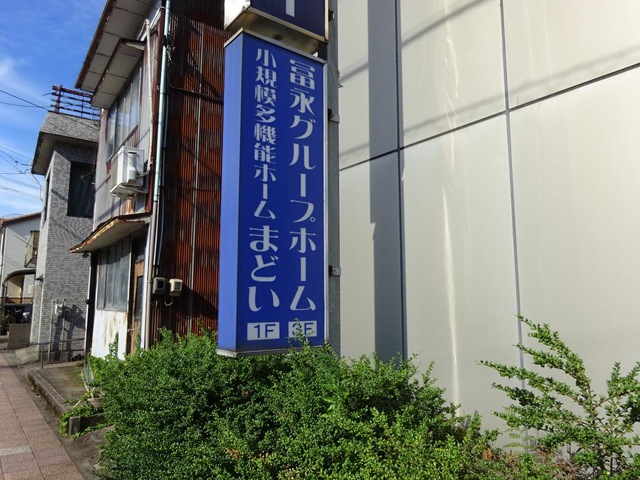 冨永グループホーム
3F
小規模多機能ホーム まどい
1F